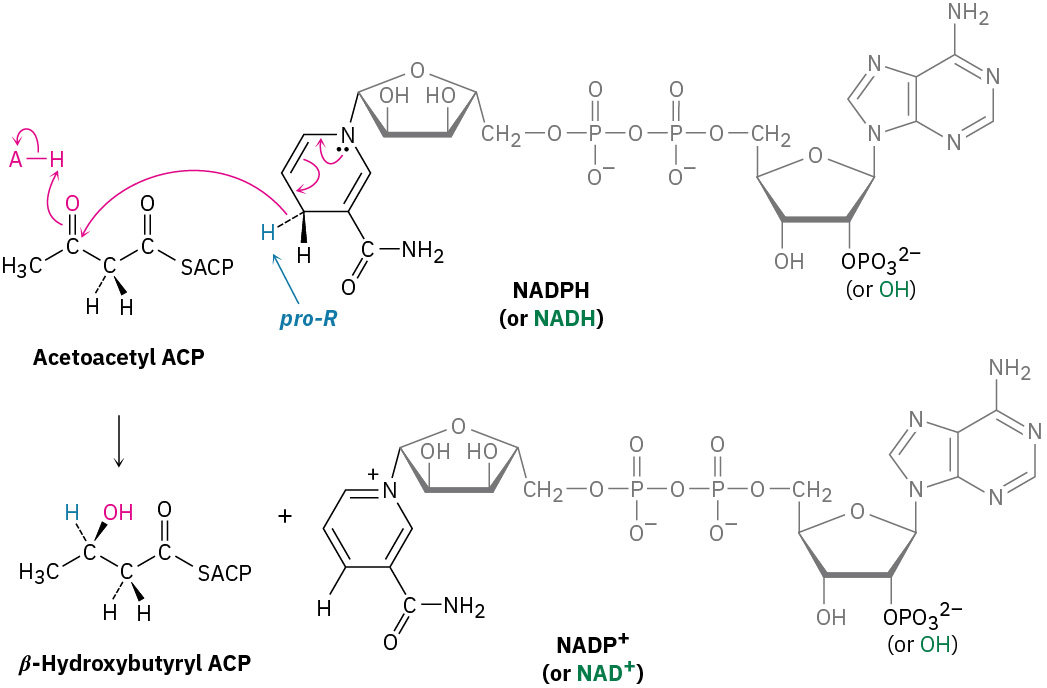 NH₂
N
N
N
N
O
OH HO
N
CH₂—O—P—O—P—O—CH₂
O
O
O⁻
O⁻
O
A—H
O
O
H
H
H₃C
C
C
C
SACP
H H
C
NH₂
O
OH
OPO₃²⁻
(or OH)
pro-R
NADPH
(or NADH)
Acetoacetyl ACP
NH₂
N
N
N
N
O
OH HO
+
N
CH₂—O—P—O—P—O—CH₂
O
O
O⁻
O⁻
O
H
OH
O
+
H₃C
C
C
C
SACP
H H
H
C
NH₂
O
OH
OPO₃²⁻
(or OH)
β-Hydroxybutyryl ACP
NADP⁺
(or NAD⁺)